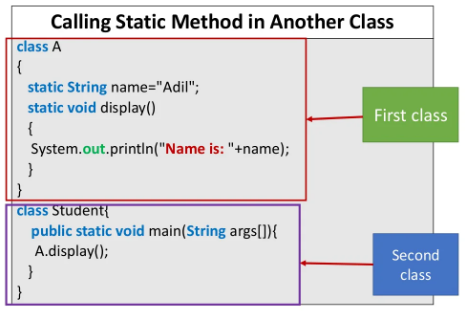 Calling Static Method in Another Class
class A
{
static String name="Adil";
static void display()
{
System.out.println("Name is: "+name);
}
}
class Student{
public static void main(String args[]){
A.display();
}
}
First class
Second
class